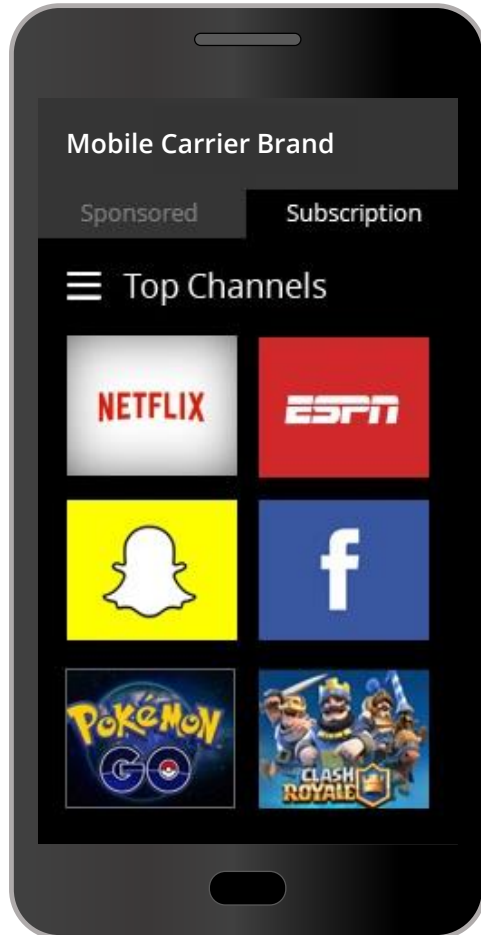 Mobile Carrier Brand
Sponsored
Subscription
Top Channels
NETFLIX
ESPN
f
POKéMON
GO
CLASH
ROYALE